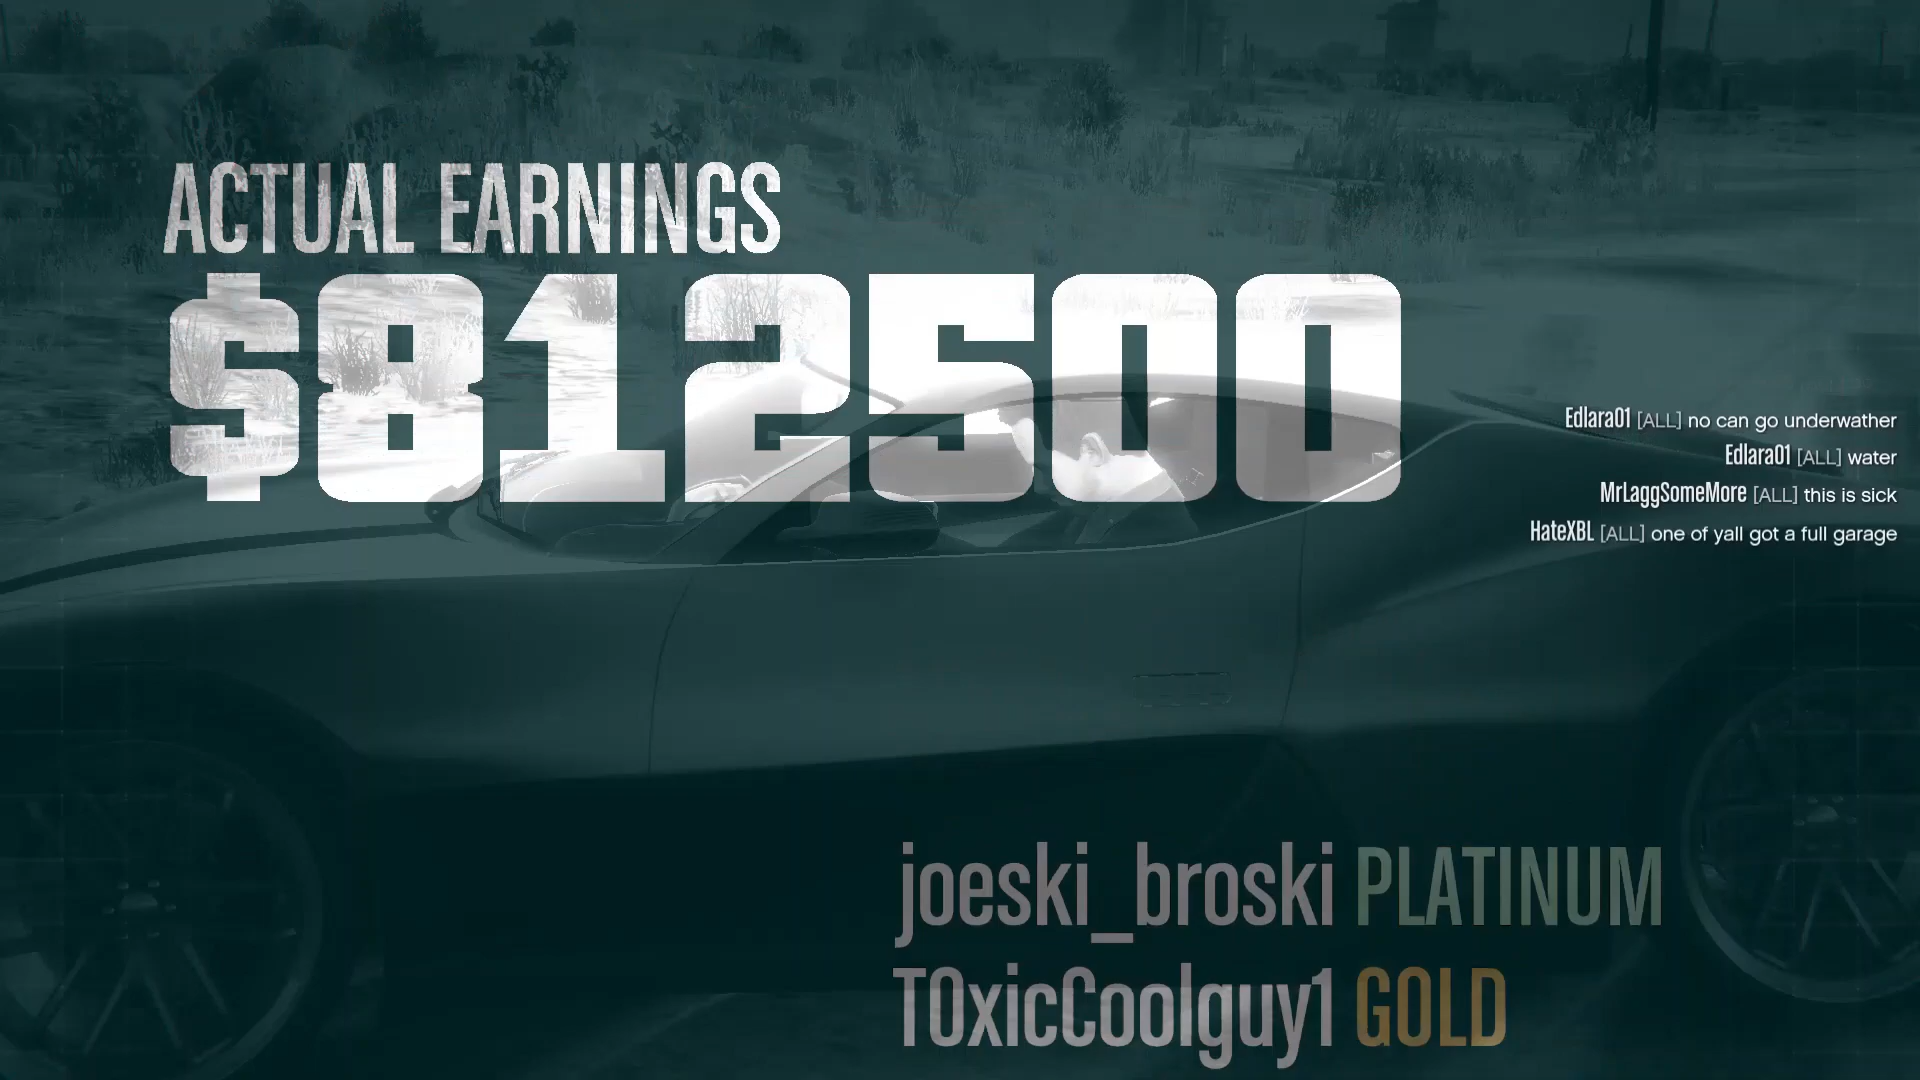 ACTUAL EARNINGS
$812500
Edlara01 [ALL] no can go underwather
Edlara01 [ALL] water
MrLaggSomeMore [ALL] this is sick
HateXBL [ALL] one of yall got a full garage
joeski_broski PLATINUM
T0xicCoolguy1 GOLD